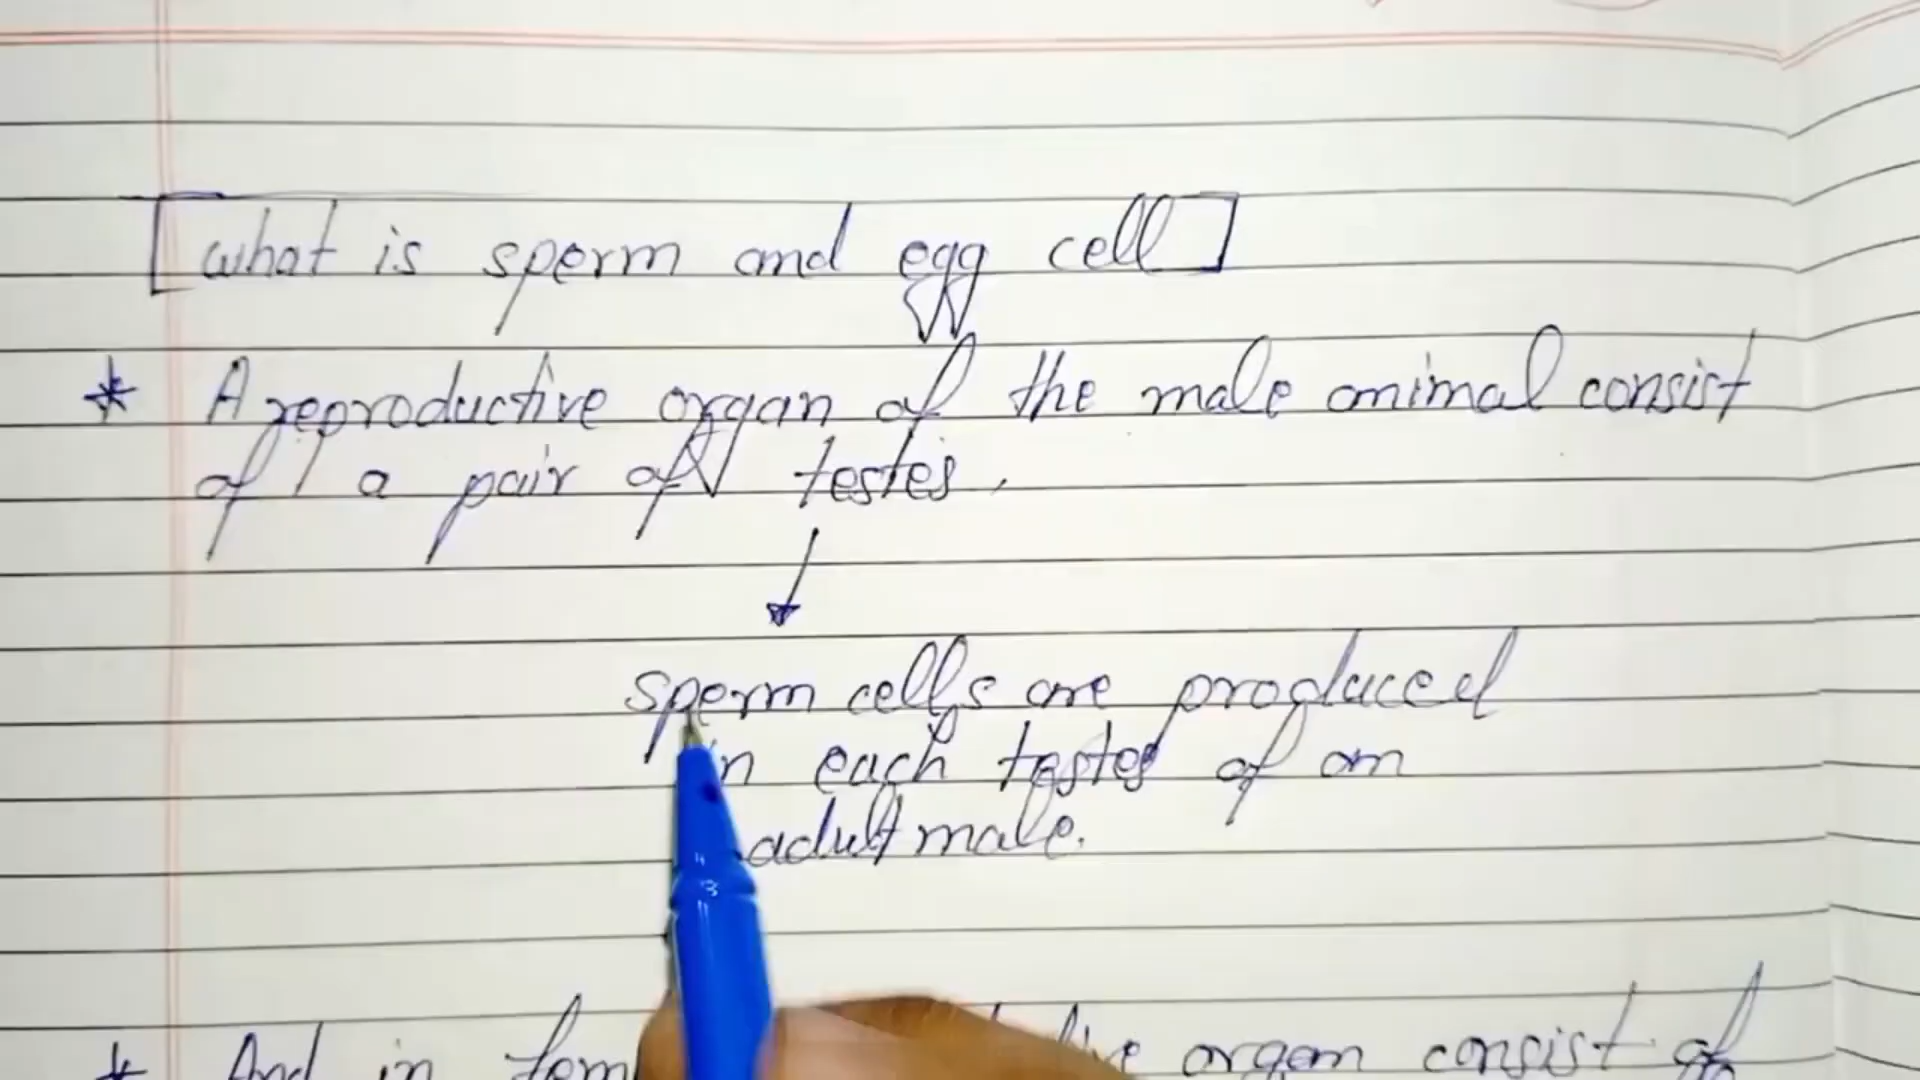 [what is sperm and egg cell]
* A reproductive organ of the male animal consist
of a pair of testes.
sperm cells are produced
in each testes of an
adult male.
* And in organ consist of